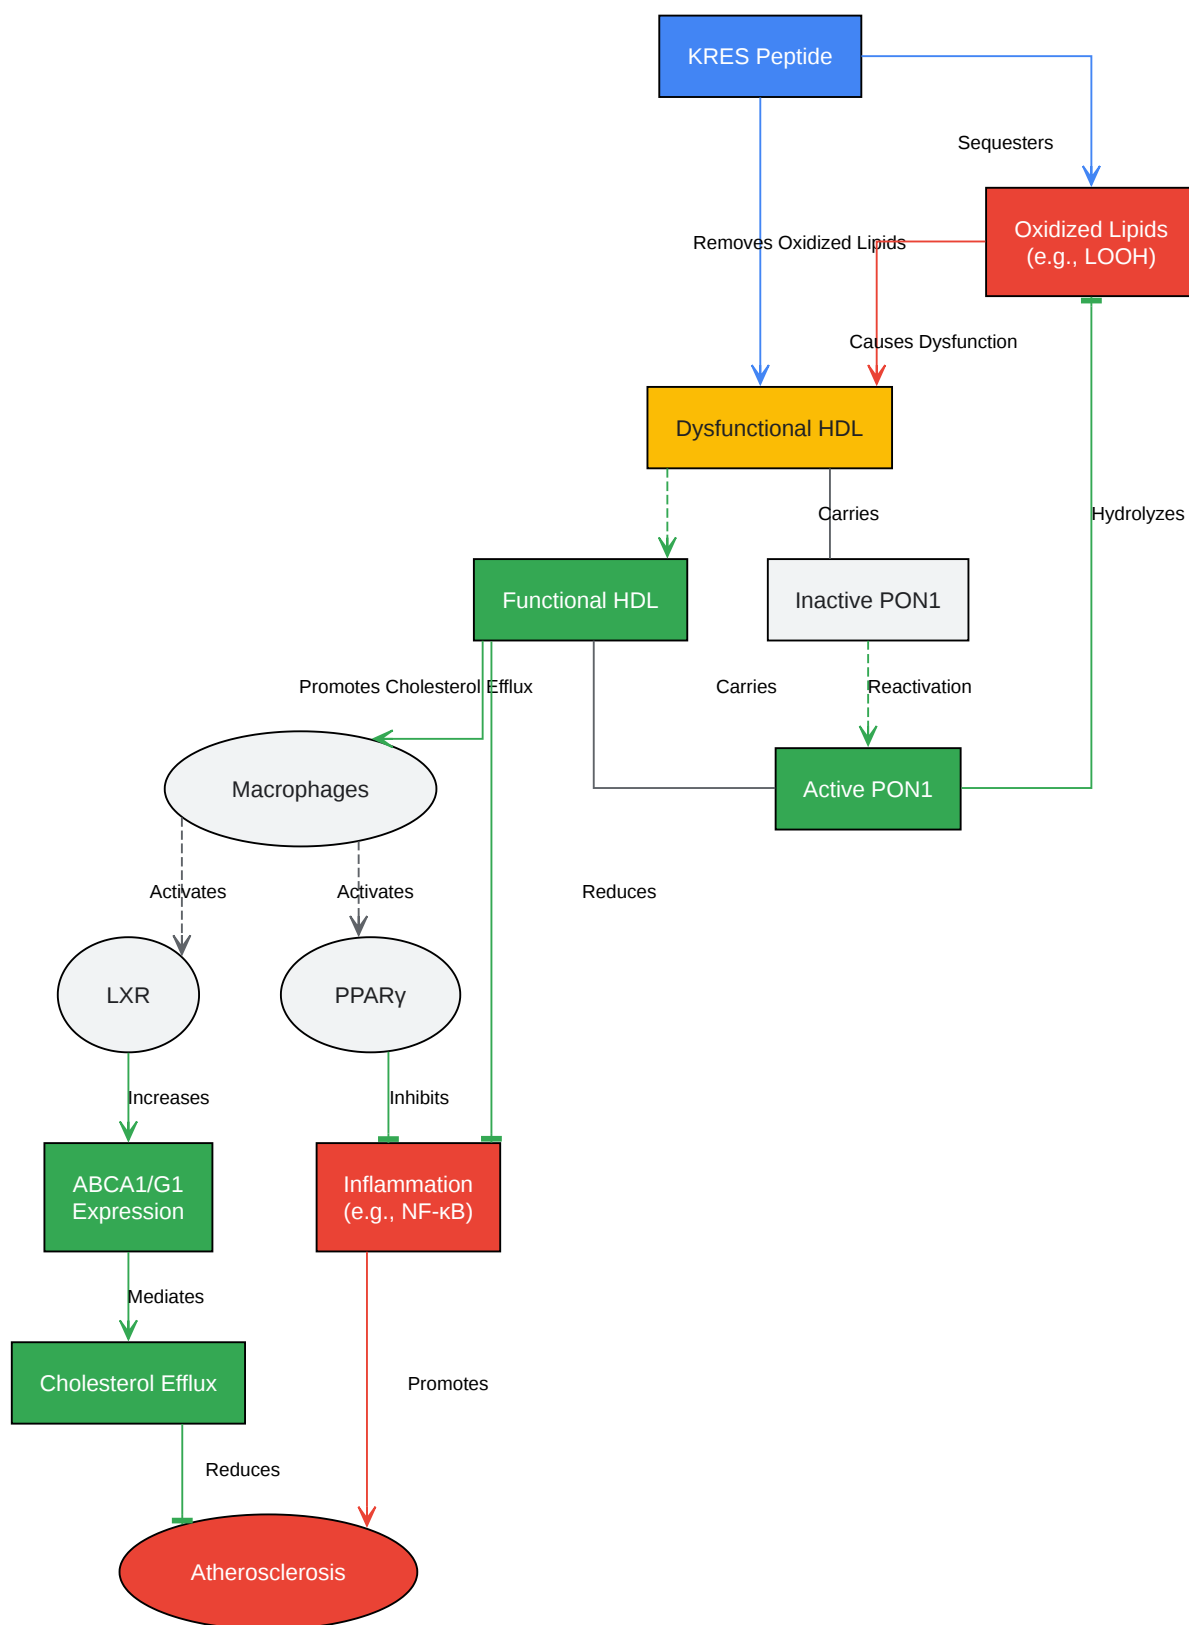 KRES Peptide
Sequesters
Oxidized Lipids
(e.g., LOOH)
Removes Oxidized Lipids
Causes Dysfunction
Dysfunctional HDL
Carries
Hydrolyzes
Functional HDL
Inactive PON1
Promotes Cholesterol Efflux
Carries
Reactivation
Macrophages
Active PON1
Activates
Activates
Reduces
LXR
PPARγ
Increases
Inhibits
ABCA1/G1
Expression
Inflammation
(e.g., NF-κB)
Mediates
Cholesterol Efflux
Promotes
Reduces
Atherosclerosis